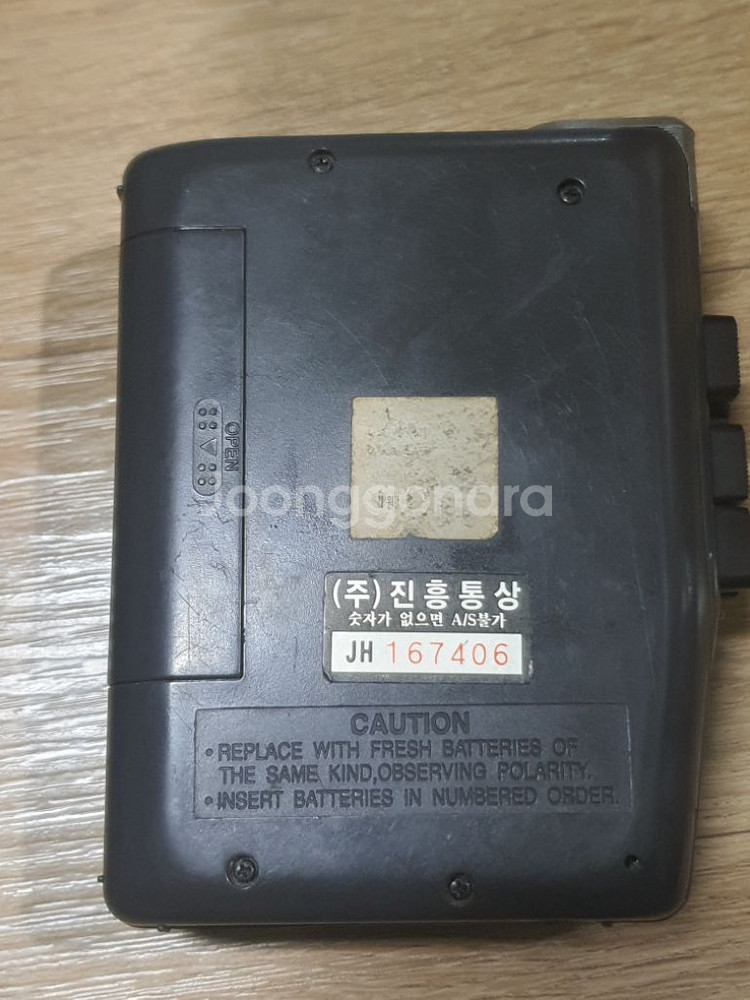 OPEN
joonggonara
(주)진흥통상
숫자가 없으면 A/S불가
JH 167406
CAUTION
• REPLACE WITH FRESH BATTERIES OF
THE SAME KIND,OBSERVING POLARITY.
• INSERT BATTERIES IN NUMBERED ORDER.